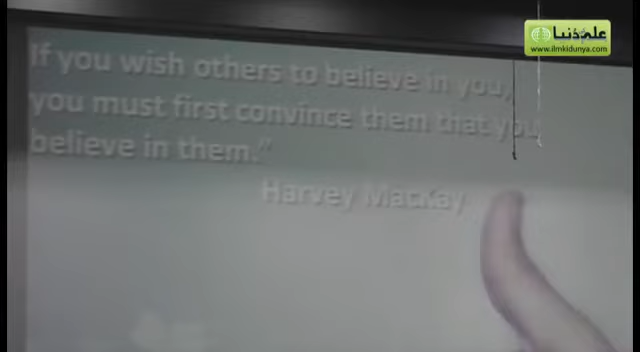 علم کی دنیا
www.ilmkidunya.com
If you wish others to believe in you,
you must first convince them that you
believe in them."
Harvey MacKay